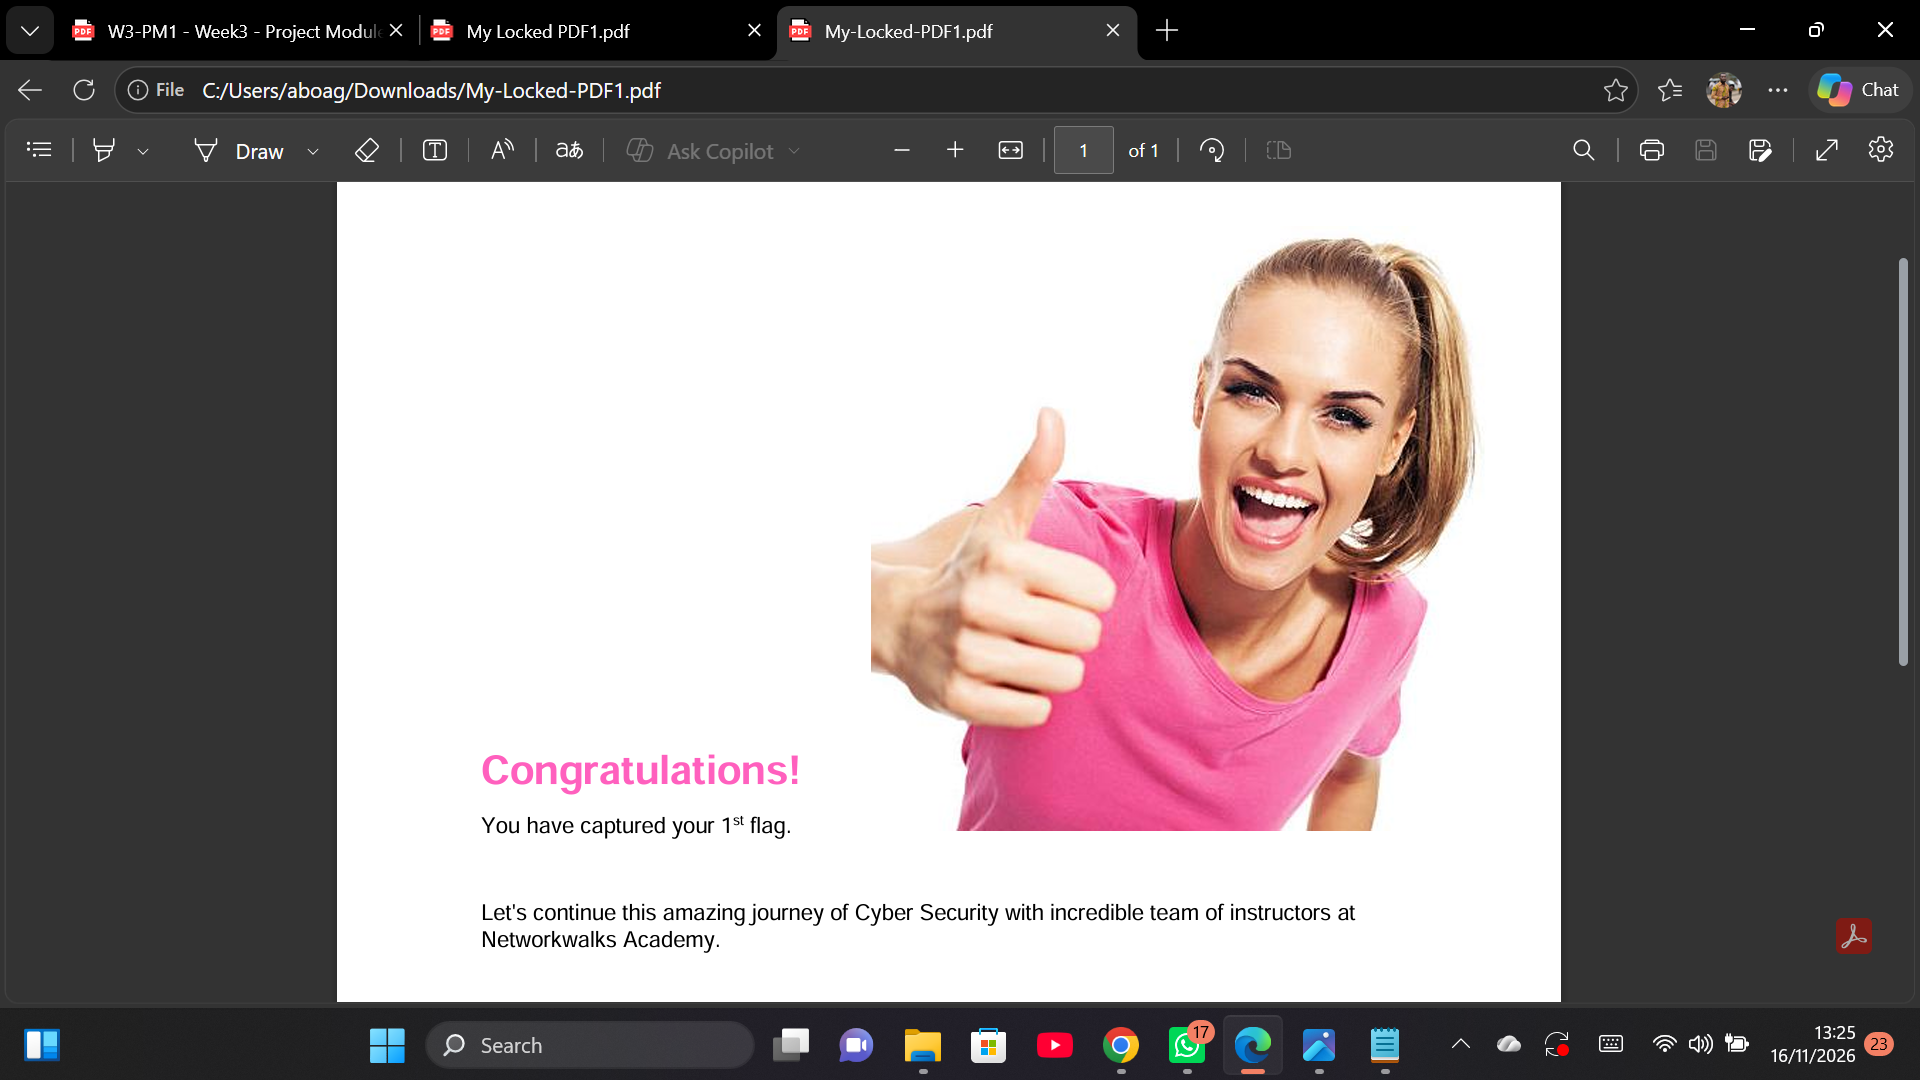 W3-PM1 - Week3 - Project Modul
My Locked PDF1.pdf
My-Locked-PDF1.pdf
File
C:/Users/aboag/Downloads/My-Locked-PDF1.pdf
Chat
Draw
A
aあ
Ask Copilot
1
of 1
Congratulations!
You have captured your 1st flag.
Let's continue this amazing journey of Cyber Security with incredible team of instructors at
Networkwalks Academy.
Search
17
13:25
16/11/2026
23